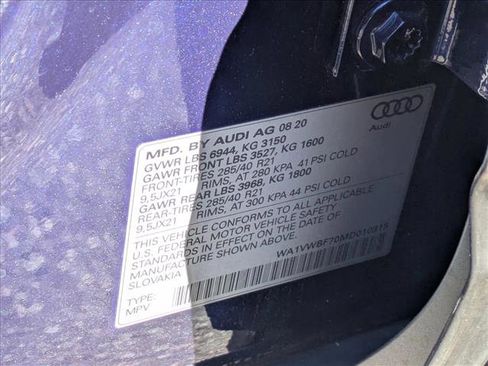 MFD. BY AUDI AG 08 20
GVWR LBS 6944, KG 3150
GAWR FRONT LBS 3527, KG 1600
FRONT-TIRES 285/40 R21
9,5JX21 RIMS, AT 280 KPA 41 PSI COLD
GAWR REAR LBS 3968, KG 1800
REAR-TIRES 285/40 R21
9,5JX21 RIMS, AT 300 KPA 44 PSI COLD
THIS VEHICLE CONFORMS TO ALL APPLICABLE
U.S. FEDERAL MOTOR VEHICLE SAFETY
STANDARDS IN EFFECT ON THE DATE OF
MANUFACTURE SHOWN ABOVE.
SLOVAKIA
WA1VWBF70MD010315
TYPE:
MPV
Audi